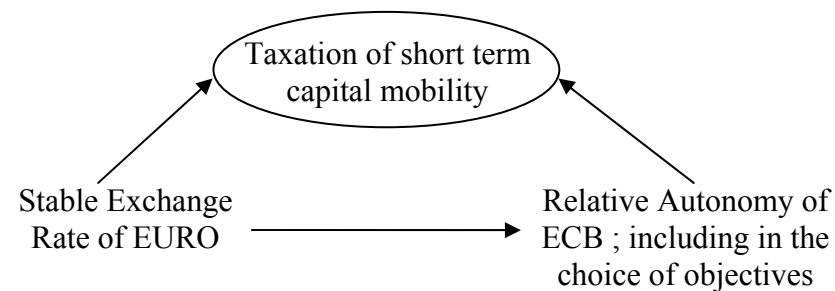 Taxation of short term
capital mobility
Stable Exchange
Rate of EURO
Relative Autonomy of
ECB ; including in the
choice of objectives